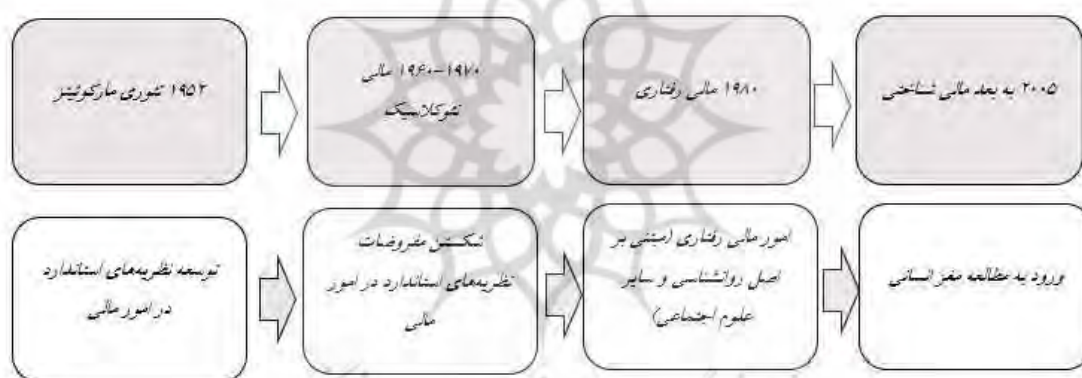 ۱۹۵۲ تئوری مارکوئیتز
۱۹۶۰-۱۹۷۰ مالی
نئوکلاسیک
۱۹۸۰ مالی رفتاری
۲۰۰۵ به بعد مالی شناختی
توسعه نظریه‌های استاندارد
در امور مالی
شکستن مفروضات
نظریه‌های استاندارد در امور
مالی
امور مالی رفتاری (مبتنی بر
اصل روانشناسی و سایر
علوم اجتماعی)
ورود به مطالعه مغز انسانی